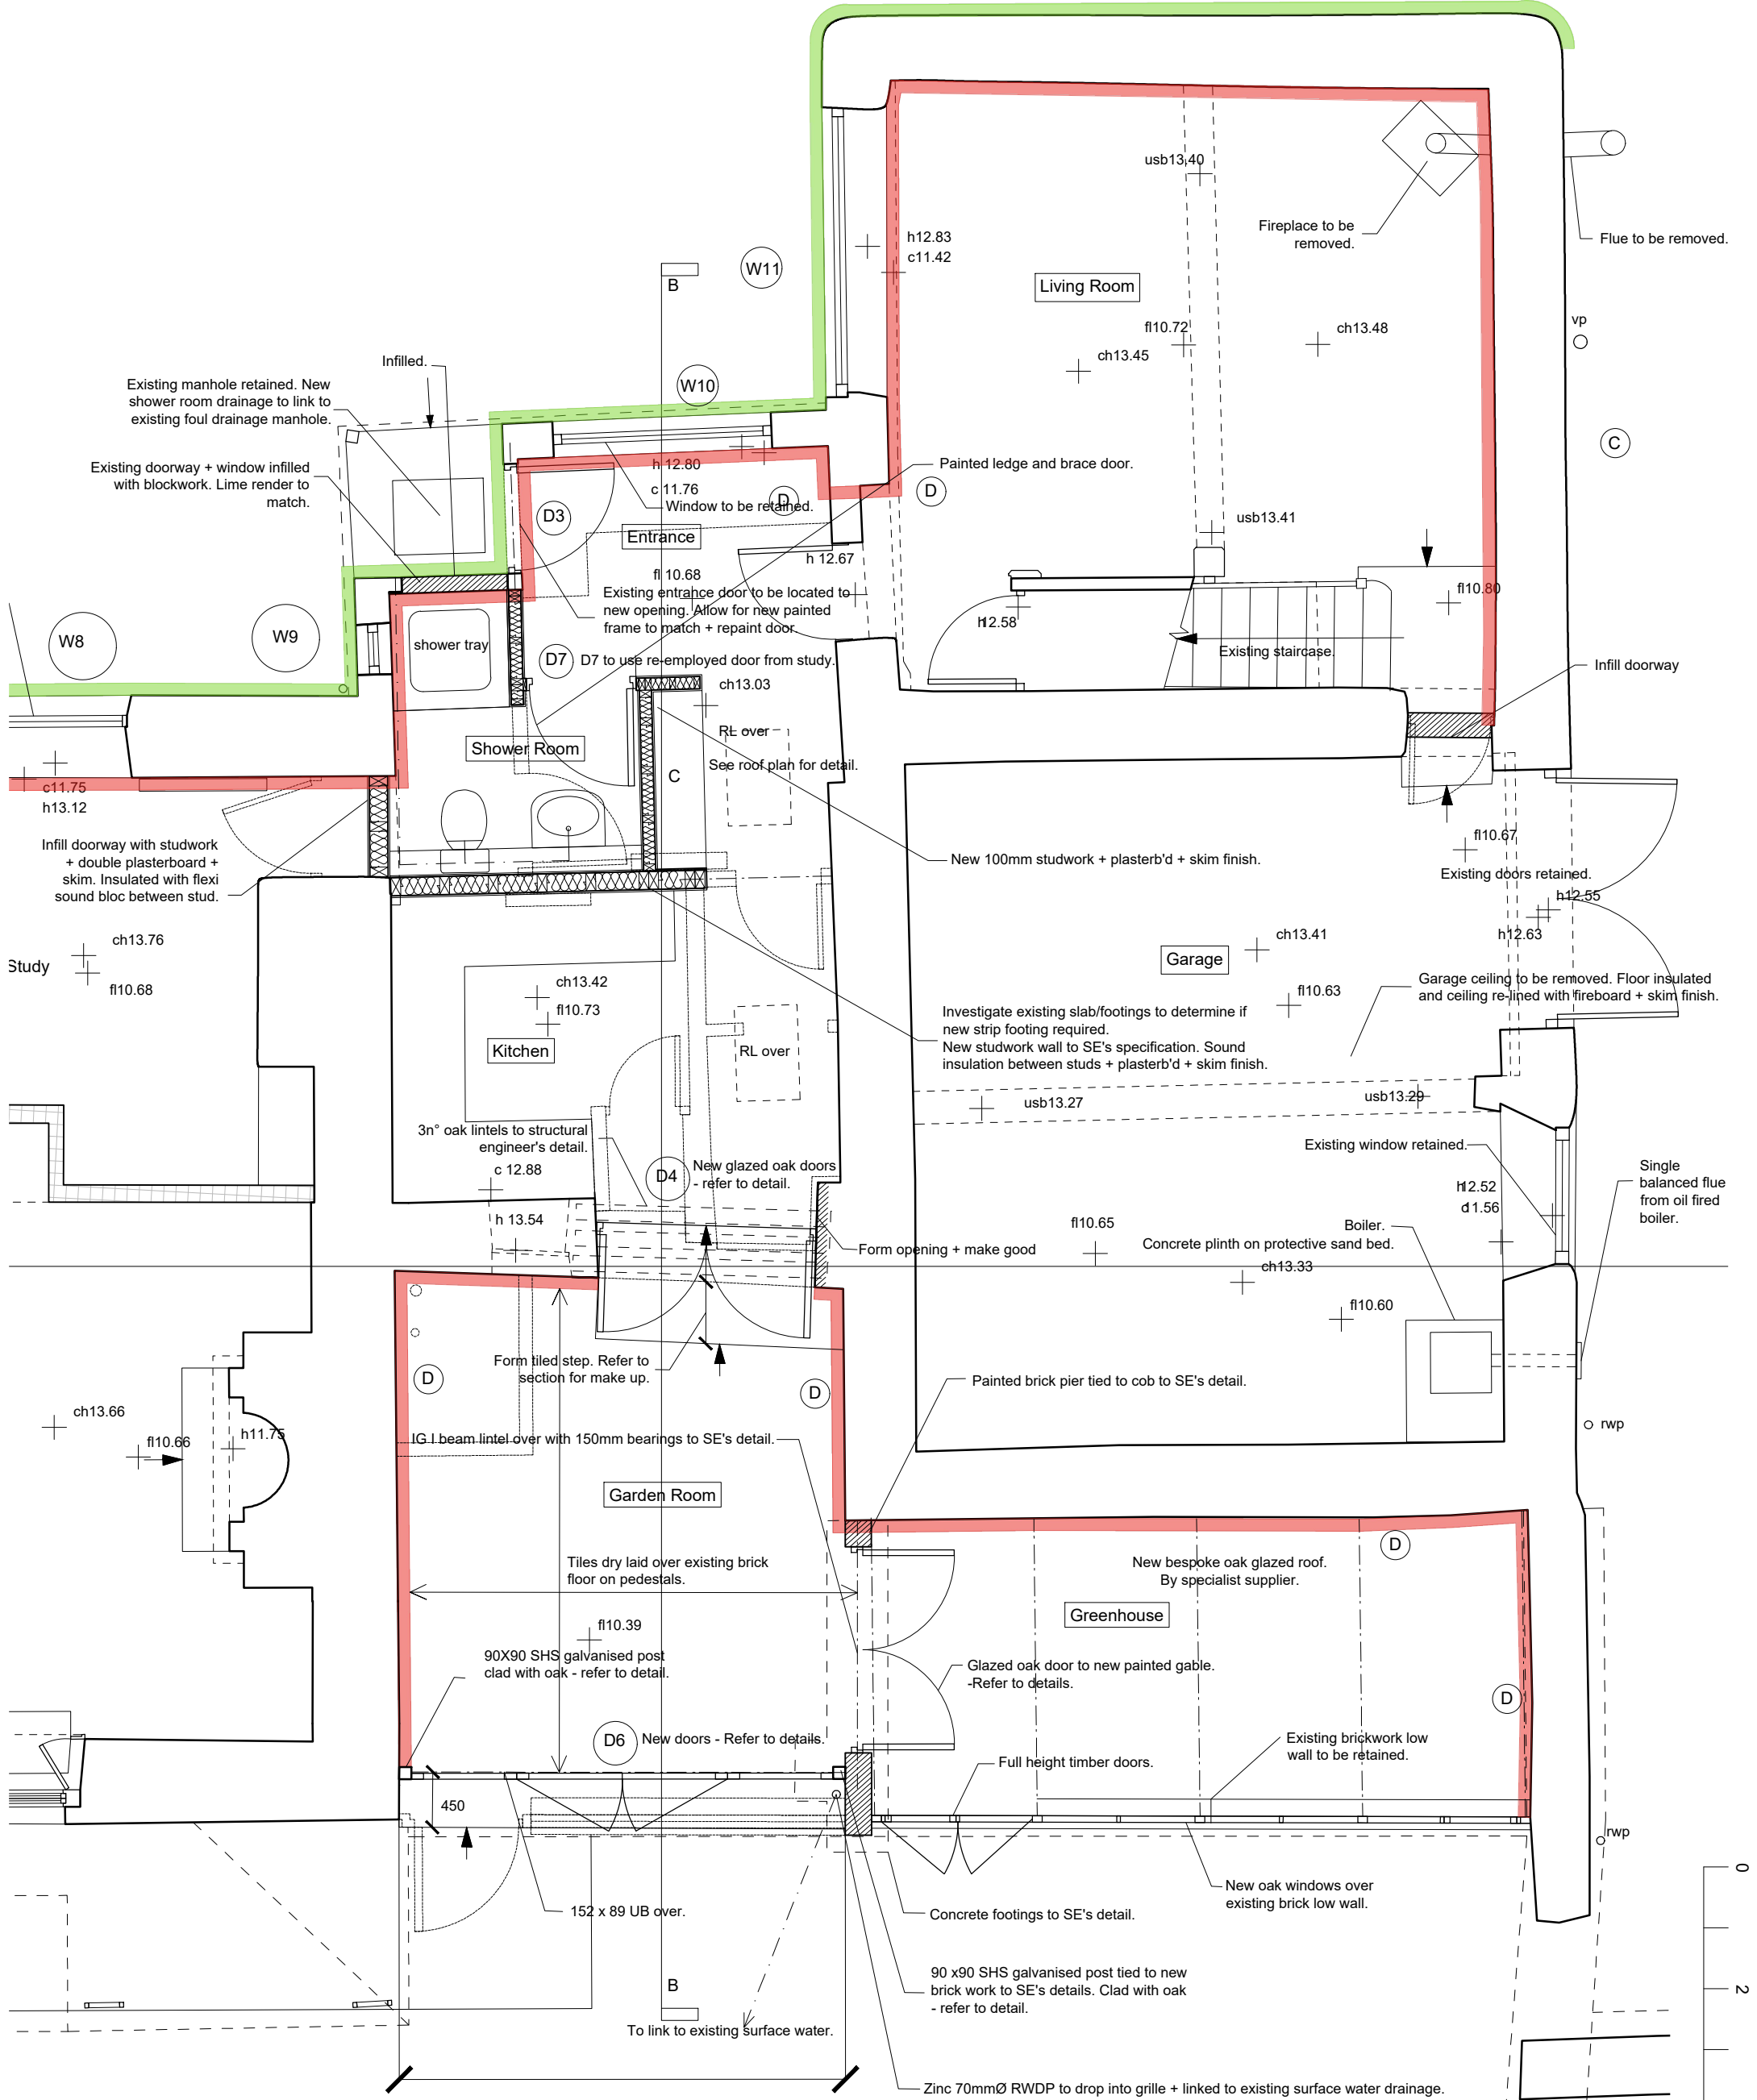 usb13.40
Fireplace to be
removed.
Flue to be removed.
h12.83
c11.42
W11
B
Living Room
vp
fl10.72
ch13.48
ch13.45
Infilled.
W10
Existing manhole retained. New
shower room drainage to link to
existing foul drainage manhole.
C
Existing doorway + window infilled
with blockwork. Lime render to
match.
h 12.80
c 11.76
Window to be retained.
D
Painted ledge and brace door.
D
D3
Entrance
usb13.41
h 12.67
fl 10.68
Existing entrance door to be located to
new opening. Allow for new painted
frame to match + repaint door
fl10.80
h12.58
W8
W9
shower tray
D7
D7 to use re-employed door from study.
Existing staircase.
Infill doorway
ch13.03
RL over
Shower Room
See roof plan for detail.
C
c11.75
h13.12
Infill doorway with studwork
+ double plasterboard +
skim. Insulated with flexi
sound bloc between stud.
New 100mm studwork + plasterb'd + skim finish.
fl10.67
Existing doors retained.
h12.55
h12.63
ch13.76
Study
fl10.68
ch13.41
Garage
Garage ceiling to be removed. Floor insulated
and ceiling re-lined with fireboard + skim finish.
ch13.42
fl10.73
fl10.63
Kitchen
RL over
Investigate existing slab/footings to determine if
new strip footing required.
New studwork wall to SE's specification. Sound
insulation between studs + plasterb'd + skim finish.
usb13.27
usb13.29
3n° oak lintels to structural
engineer's detail.
c 12.88
D4
New glazed oak doors
- refer to detail.
Existing window retained.
Single
balanced flue
from oil fired
boiler.
h12.52
c11.56
h 13.54
fl10.65
Boiler.
Form opening + make good
Concrete plinth on protective sand bed.
ch13.33
fl10.60
Form tiled step. Refer to
section for make up.
D
D
Painted brick pier tied to cob to SE's detail.
ch13.66
fl10.66
h11.75
IG I beam lintel over with 150mm bearings to SE's detail.
rwp
Garden Room
Tiles dry laid over existing brick
floor on pedestals.
New bespoke oak glazed roof.
By specialist supplier.
D
Greenhouse
fl10.39
90X90 SHS galvanised post
clad with oak - refer to detail.
Glazed oak door to new painted gable.
-Refer to details.
D
D6
New doors - Refer to details.
Existing brickwork low
wall to be retained.
Full height timber doors.
450
rwp
0
New oak windows over
existing brick low wall.
152 x 89 UB over.
Concrete footings to SE's detail.
B
90 x90 SHS galvanised post tied to new
brick work to SE's details. Clad with oak
- refer to detail.
2
To link to existing surface water.
Zinc 70mmØ RWDP to drop into grille + linked to existing surface water drainage.